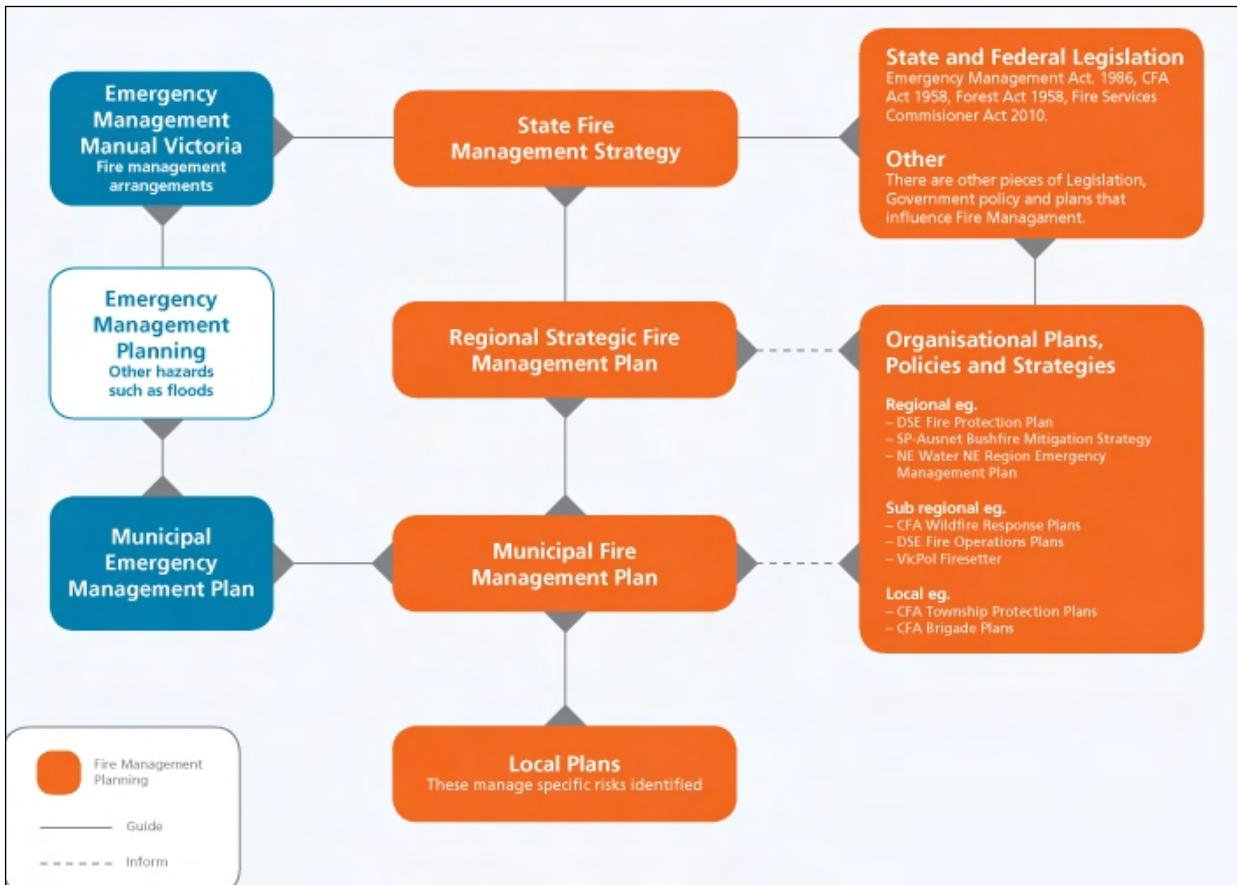 Emergency
Management
Manual Victoria
Fire management
arrangements
State Fire
Management Strategy
State and Federal Legislation
Emergency Management Act. 1986, CFA
Act 1958, Forest Act 1958, Fire Services
Commisioner Act 2010.
Other
There are other pieces of Legislation,
Government policy and plans that
influence Fire Managament.
Emergency
Management
Planning
Other hazards
such as floods
Regional Strategic Fire
Management Plan
Organisational Plans,
Policies and Strategies
Regional eg.
– DSE Fire Protection Plan
– SP-Ausnet Bushfire Mitigation Strategy
– NE Water NE Region Emergency
Management Plan
Sub regional eg.
– CFA Wildfire Response Plans
– DSE Fire Operations Plans
– VicPol Firesetter
Local eg.
– CFA Township Protection Plans
– CFA Brigade Plans
Municipal
Emergency
Management Plan
Municipal Fire
Management Plan
Local Plans
These manage specific risks identified
Fire Management
Planning
Guide
Inform